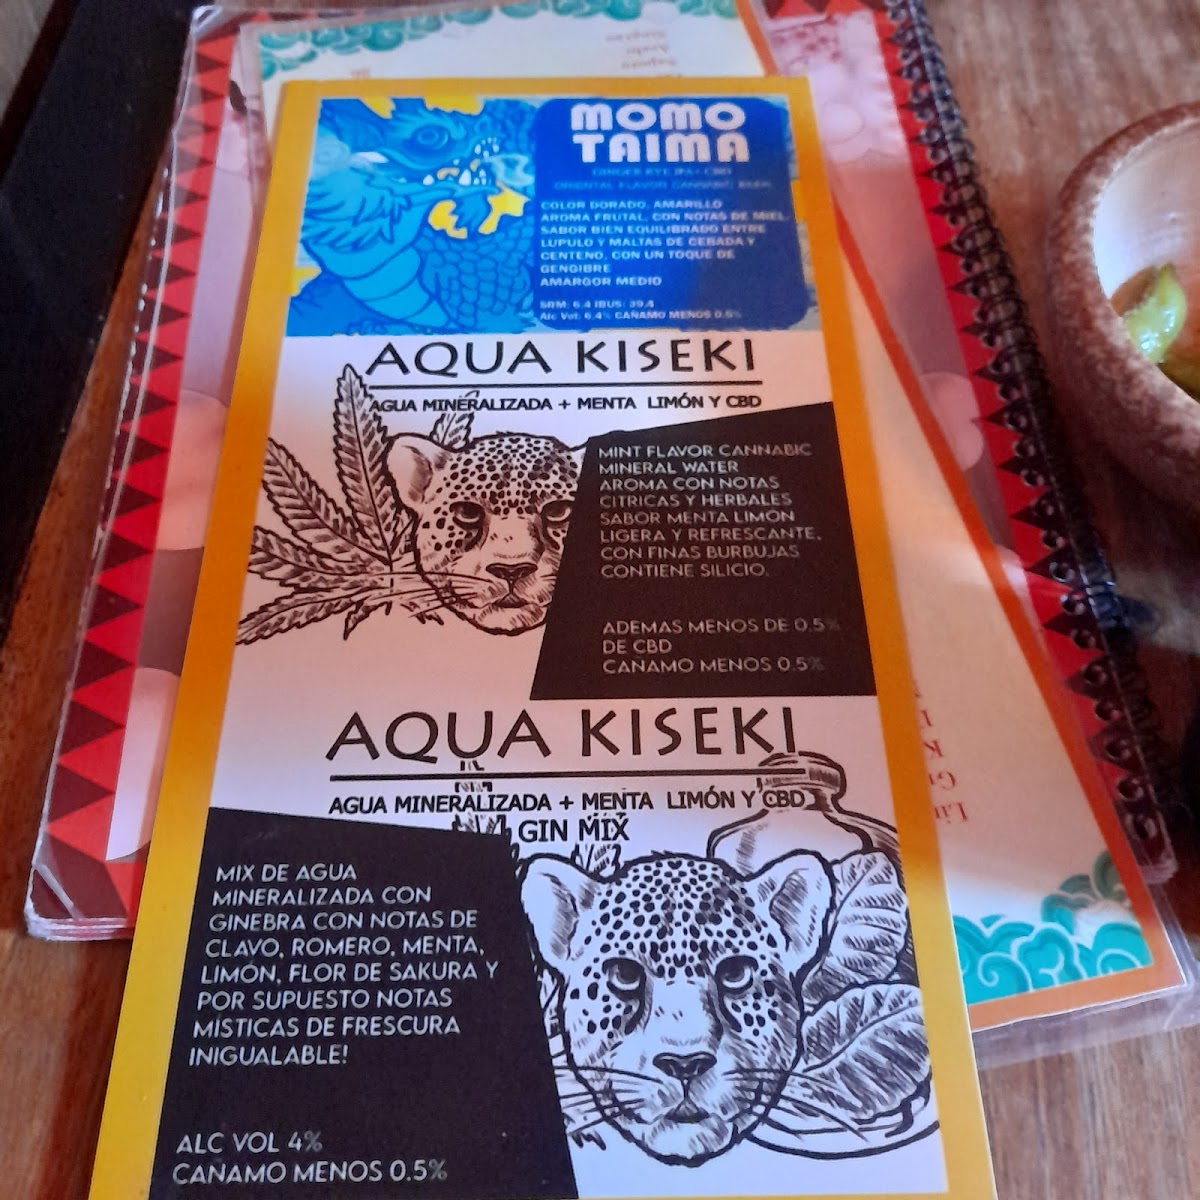 MOMO
TAIMA
GINGER RYE IPA + CBD
ORIENTAL FLAVOR CANNABIC BEER
COLOR DORADO, AMARILLO
AROMA FRUTAL, CON NOTAS DE MIEL
SABOR BIEN EQUILIBRADO ENTRE
LUPULO Y MALTAS DE CEBADA Y
CENTENO, CON UN TOQUE DE
GENGIBRE
AMARGOR MEDIO
SRM: 6.4 IBUS: 39.4
Alc Vol: 6.4% CAÑAMO MENOS 0.5%
AQUA KISEKI
AGUA MINERALIZADA + MENTA LIMÓN Y CBD
MINT FLAVOR CANNABIC
MINERAL WATER
AROMA CON NOTAS
CITRICAS Y HERBALES
SABOR MENTA LIMÓN
LIGERA Y REFRESCANTE,
CON FINAS BURBUJAS
CONTIENE SILICIO.
ADEMAS MENOS DE 0.5%
DE CBD
CAÑAMO MENOS 0.5%
AQUA KISEKI
AGUA MINERALIZADA + MENTA LIMÓN Y CBD
GIN MIX
MIX DE AGUA
MINERALIZADA CON
GINEBRA CON NOTAS DE
CLAVO, ROMERO, MENTA,
LIMÓN, FLOR DE SAKURA Y
POR SUPUESTO NOTAS
MÍSTICAS DE FRESCURA
INIGUALABLE!
ALC VOL 4%
CAÑAMO MENOS 0.5%